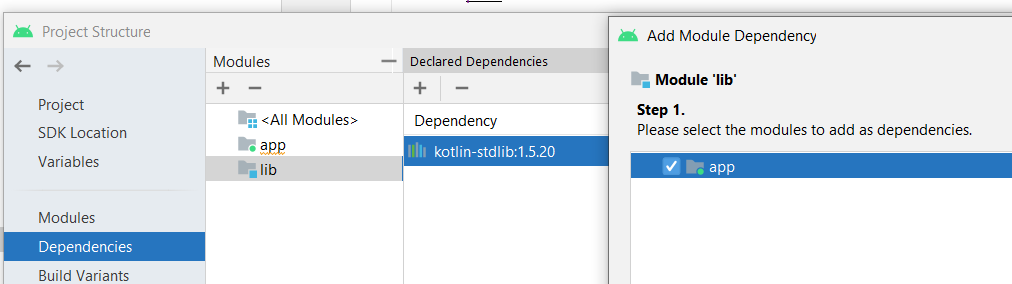 Project Structure
Project
SDK Location
Variables
Modules
Dependencies
Build Variants
Modules
<All Modules>
app
lib
Declared Dependencies
Dependency
kotlin-stdlib:1.5.20
Add Module Dependency
Module 'lib'
Step 1.
Please select the modules to add as dependencies.
app